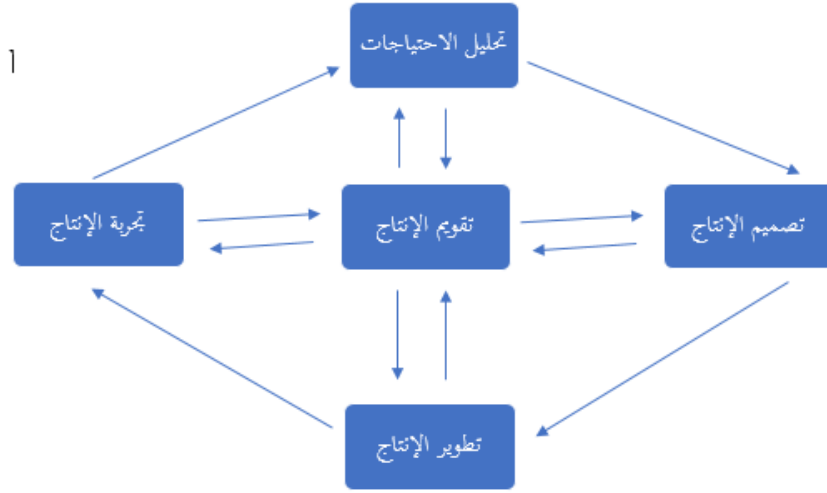 تحليل الاحتياجات
ا
تجربة الإنتاج
تقويم الإنتاج
تصميم الإنتاج
تطوير الإنتاج